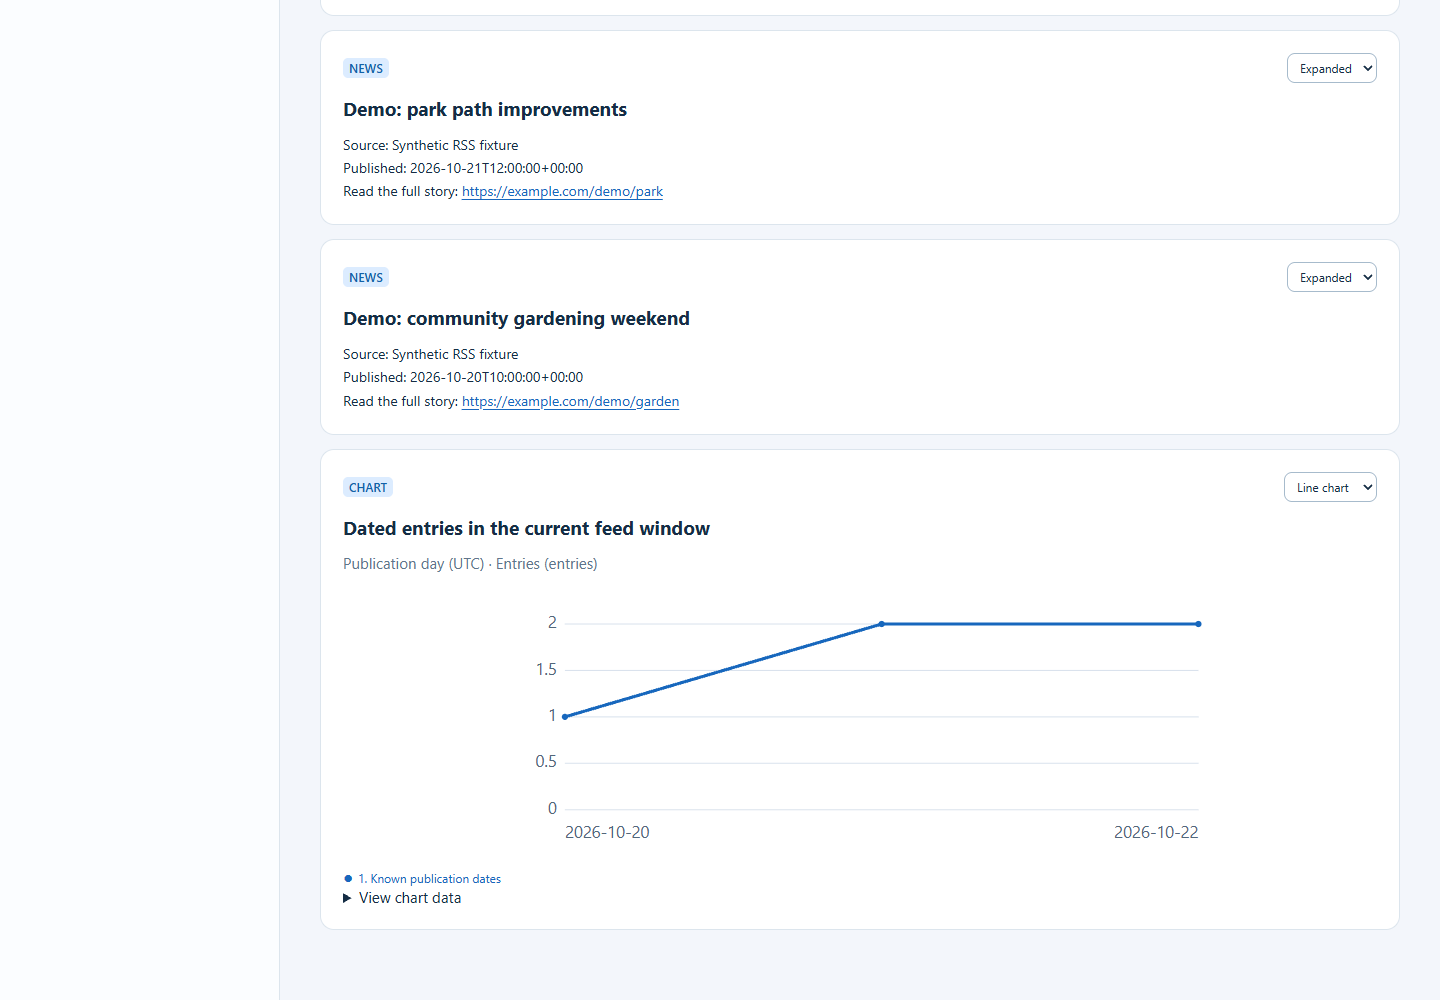 NEWS
Expanded
Demo: park path improvements
Source: Synthetic RSS fixture
Published: 2026-10-21T12:00:00+00:00
Read the full story: https://example.com/demo/park
NEWS
Expanded
Demo: community gardening weekend
Source: Synthetic RSS fixture
Published: 2026-10-20T10:00:00+00:00
Read the full story: https://example.com/demo/garden
CHART
Line chart
Dated entries in the current feed window
Publication day (UTC) · Entries (entries)
2
1.5
1
0.5
0
2026-10-20
2026-10-22
1. Known publication dates
View chart data